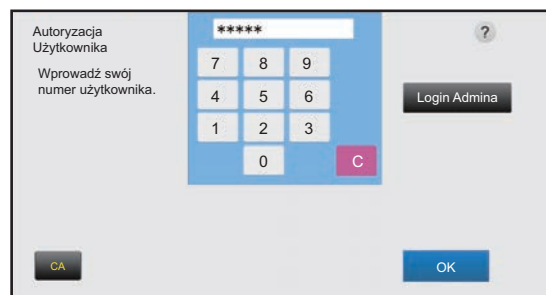 Autoryzacja
Użytkownika
Wprowadź swój
numer użytkownika.
*****
7 8 9
4 5 6
1 2 3
0 C
?
Login Admina
CA
OK